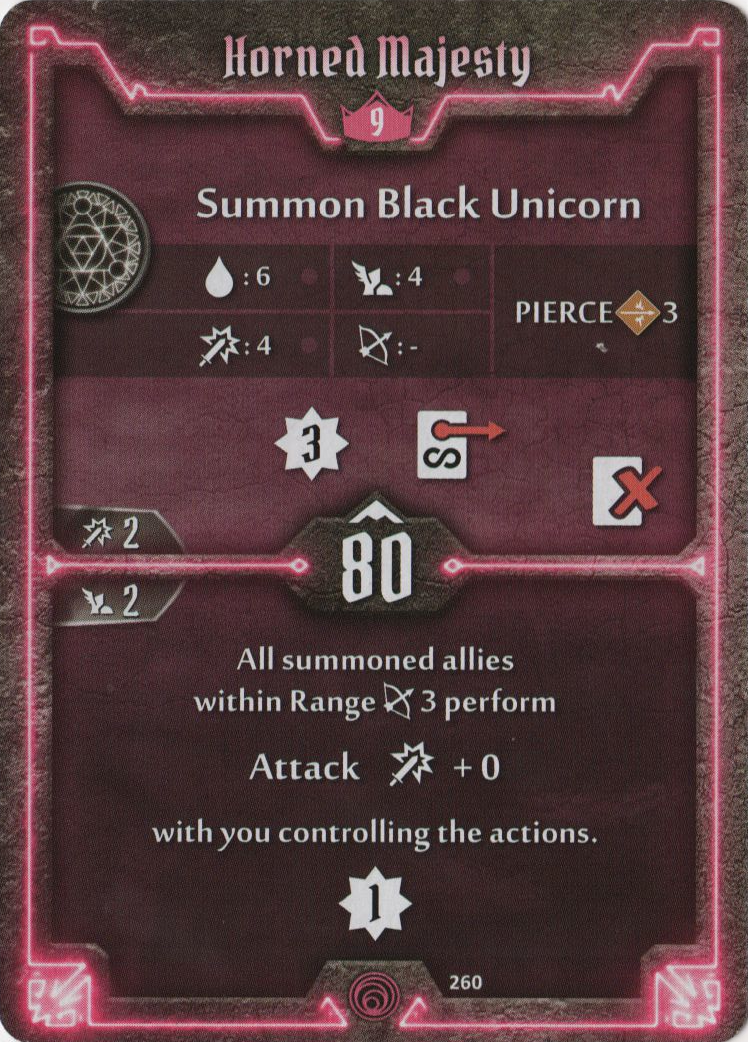 Horned Majesty
9
Summon Black Unicorn
: 6
: 4
PIERCE 3
: 4
: -
3
2
80
2
All summoned allies
within Range 3 perform
Attack + 0
with you controlling the actions.
1
260